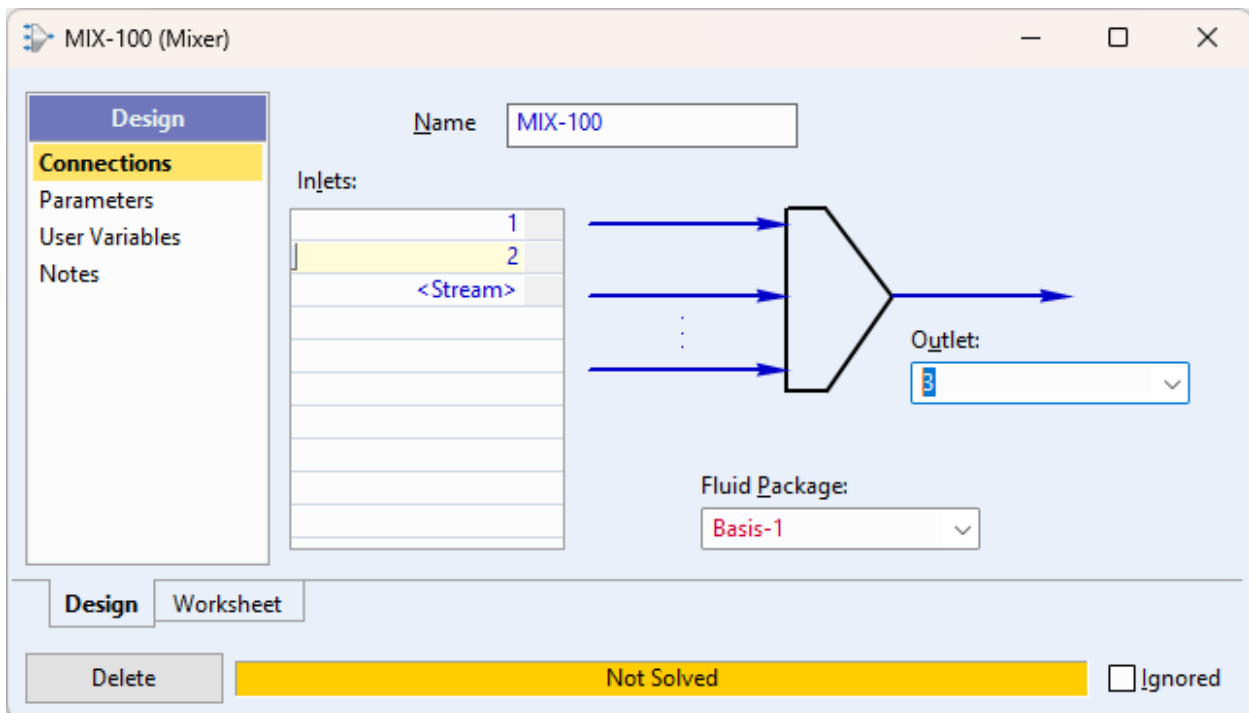 MIX-100 (Mixer)
Design
Connections
Parameters
User Variables
Notes
Name MIX-100
Inlets:
1
2
<Stream>
Outlet:
3
Fluid Package:
Basis-1
Design Worksheet
Delete Not Solved Ignored